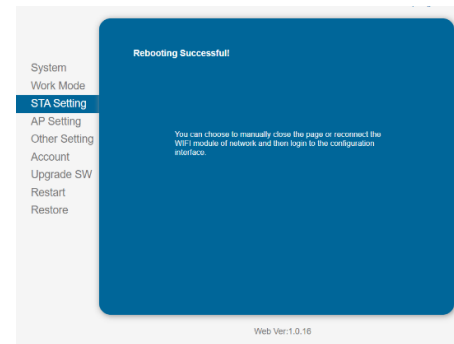 System
Work Mode
STA Setting
AP Setting
Other Setting
Account
Upgrade SW
Restart
Restore
Rebooting Successful!
You can choose to manually close the page or reconnect the
WIFI module of network and then login to the configuration
interface.
Web Ver:1.0.16